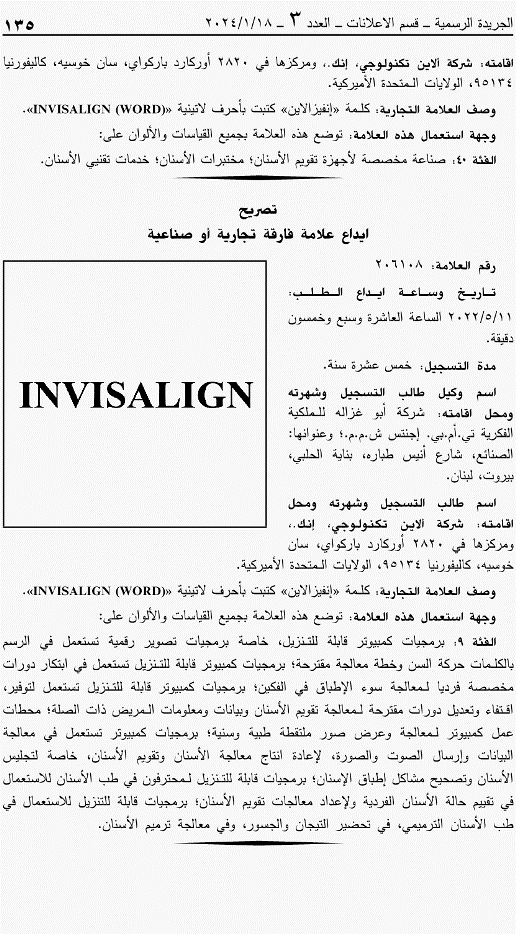 الجريدة الرسمية – قسم الاعلانات – العدد ٣ – ٢٠٢٤/١/١٨
١٣٥
اقامته: شركة ألاين تكنولوجي، إنك.، ومركزها في ٢٨٢٠ أوركارد باركواي، سان خوسيه، كاليفورنيا
٩٥١٣٤، الولايات المتحدة الأميركية.
وصف العلامة التجارية: كلمة «إنفيزالاين» كتبت بأحرف لاتينية «INVISALIGN (WORD)».
وجهة استعمال هذه العلامة: توضع هذه العلامة بجميع القياسات والألوان على:
الفئة ٤٠: صناعة مخصصة لأجهزة تقويم الأسنان؛ مختبرات الأسنان؛ خدمات تقنيي الأسنان.
تصريح
ايداع علامة فارقة تجارية أو صناعية
رقم العلامة: ٢٠٦١٠٨
تاريخ وساعة ايداع الطلب:
٢٠٢٢/٥/١١ الساعة العاشرة وسبع وخمسون
دقيقة.
مدة التسجيل: خمس عشرة سنة.
اسم وكيل طالب التسجيل وشهرته
ومحل اقامته: شركة أبو غزاله للملكية
الفكرية تي.أم.بي. إجنتس ش.م.م.؛ وعنوانها:
الصنائع، شارع أنيس طباره، بناية الحلبي،
بيروت، لبنان.
INVISALIGN
اسم طالب التسجيل وشهرته ومحل
اقامته: شركة ألاين تكنولوجي، إنك.،
ومركزها في ٢٨٢٠ أوركارد باركواي، سان
خوسيه، كاليفورنيا ٩٥١٣٤، الولايات المتحدة الأميركية.
وصف العلامة التجارية: كلمة «إنفيزالاين» كتبت بأحرف لاتينية «INVISALIGN (WORD)».
وجهة استعمال هذه العلامة: توضع هذه العلامة بجميع القياسات والألوان على:
الفئة ٩: برمجيات كمبيوتر قابلة للتنزيل، خاصة برمجيات تصوير رقمية تستعمل في الرسم
بالكلمات حركة السن وخطة معالجة مقترحة؛ برمجيات كمبيوتر قابلة للتنزيل تستعمل في ابتكار دورات
مخصصة فرديا لمعالجة سوء الإطباق في الفكين؛ برمجيات كمبيوتر قابلة للتنزيل تستعمل لتوفير،
اقتفاء وتعديل دورات مقترحة لمعالجة تقويم الأسنان وبيانات ومعلومات المريض ذات الصلة؛ محطات
عمل كمبيوتر لمعالجة وعرض صور ملتقطة طبية وسنية؛ برمجيات كمبيوتر تستعمل في معالجة
البيانات وإرسال الصوت والصورة، لإعادة انتاج معالجة الأسنان وتقويم الأسنان، خاصة لتجليس
الأسنان وتصحيح مشاكل إطباق الإسنان؛ برمجيات قابلة للتنزيل لمحترفون في طب الأسنان للاستعمال
في تقييم حالة الأسنان الفردية ولإعداد معالجات تقويم الأسنان؛ برمجيات قابلة للتنزيل للاستعمال في
طب الأسنان الترميمي، في تحضير التيجان والجسور، وفي معالجة ترميم الأسنان.